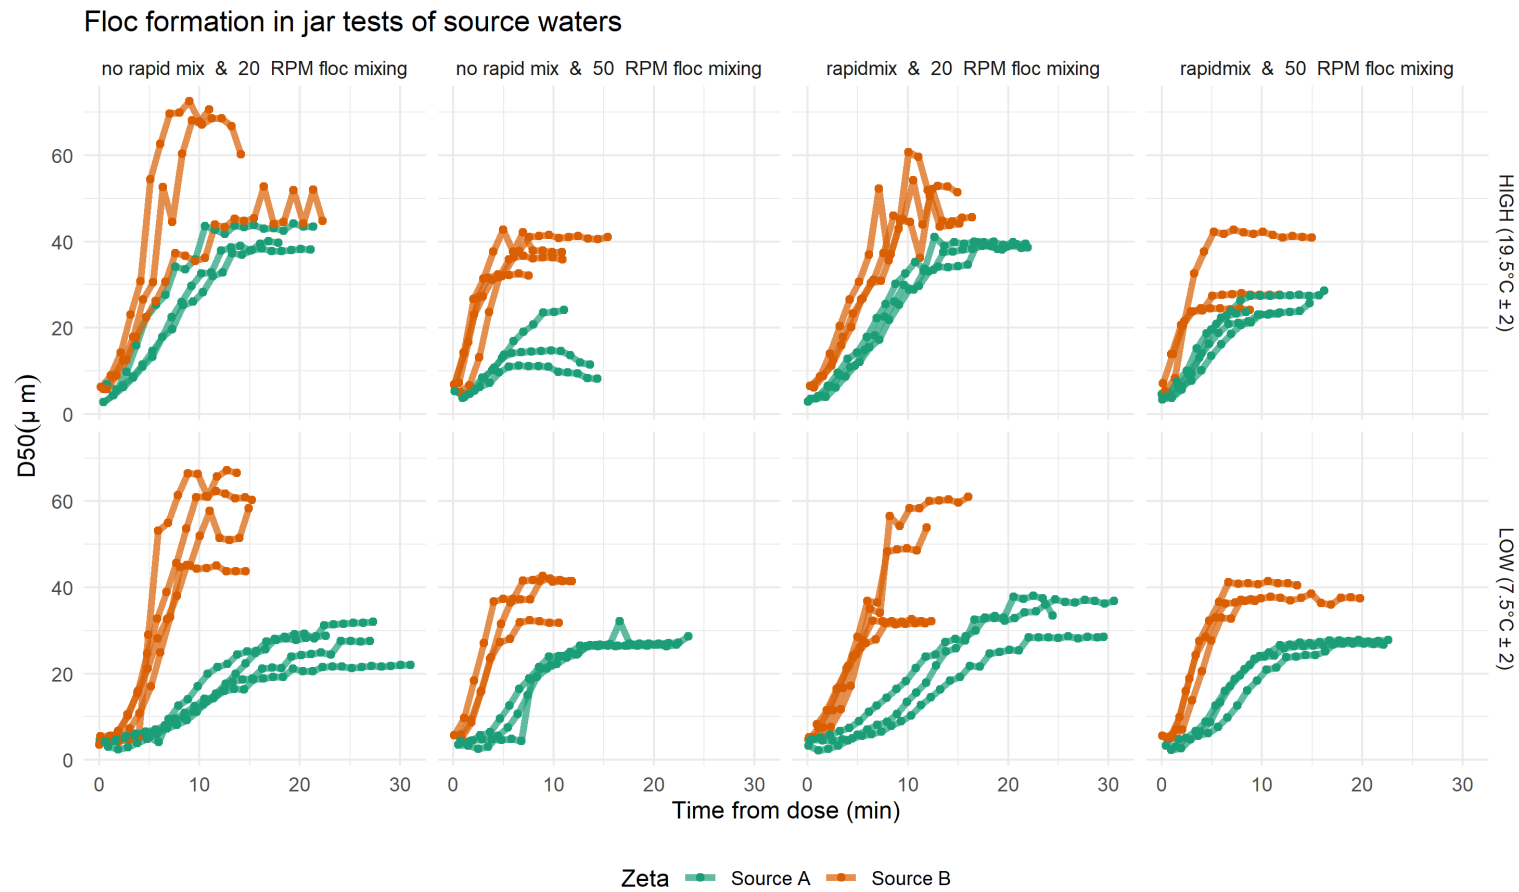 Floc formation in jar tests of source waters
no rapid mix & 20 RPM floc mixing
no rapid mix & 50 RPM floc mixing
rapidmix & 20 RPM floc mixing
rapidmix & 50 RPM floc mixing
D50(μ m)
60
40
20
0
HIGH (19.5°C ± 2)
60
40
20
0
LOW (7.5°C ± 2)
0 10 20 30
0 10 20 30
0 10 20 30
0 10 20 30
Time from dose (min)
Zeta Source A Source B